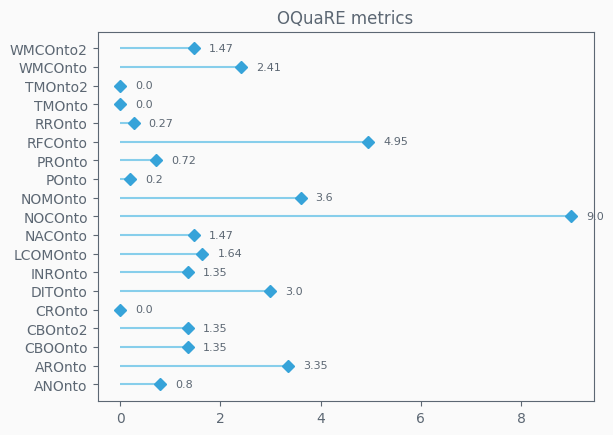 OQuaRE metrics
WMCOnto2 1.47
WMCOnto 2.41
TMOnto2 0.0
TMOnto 0.0
RROnto 0.27
RFCOnto 4.95
PROnto 0.72
POnto 0.2
NOMOnto 3.6
NOCOnto 9.0
NACOnto 1.47
LCOMOnto 1.64
INROnto 1.35
DITOnto 3.0
CROnto 0.0
CBOnto2 1.35
CBOOnto 1.35
AROnto 3.35
ANOnto 0.8
0 2 4 6 8